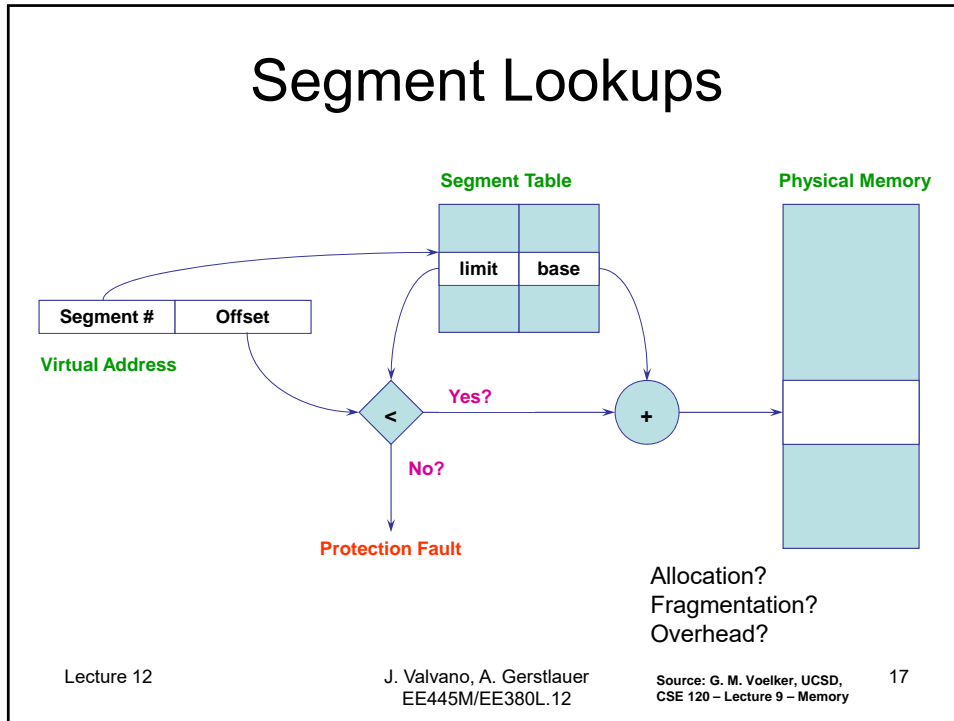 Segment Lookups
Segment Table
Physical Memory
limit
base
Segment #
Offset
Virtual Address
Yes?
<
+
No?
Protection Fault
Allocation?
Fragmentation?
Overhead?
Lecture 12
J. Valvano, A. Gerstlauer
EE445M/EE380L.12
Source: G. M. Voelker, UCSD,
CSE 120 – Lecture 9 – Memory
17